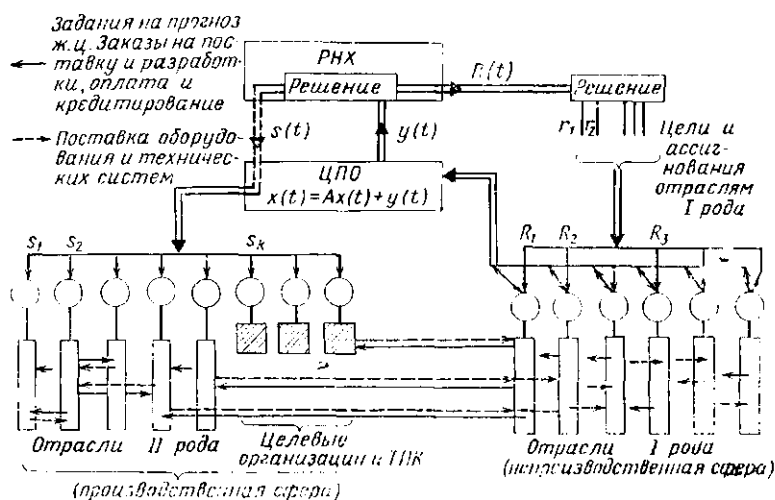 Задания на прогноз
ж.ц. Заказы на пос-
тавку и разработ-
ки, оплата и
кредитирование
Поставка оборудо-
вания и техничес-
ких систем
РНХ
Решение
П(t)
Решение
s(t)
y(t)
r₁ r₂
Цели и
ассиг-
нования
отраслям
I рода
ЦПО
x(t)=Ax(t)+y(t)
s₁ s₂ sₖ
R₁ R₂ R₃
Отрасли II рода
Целевые
организации и ТПК
(производственная сфера)
Отрасли I рода
(непроизводственная сфера)